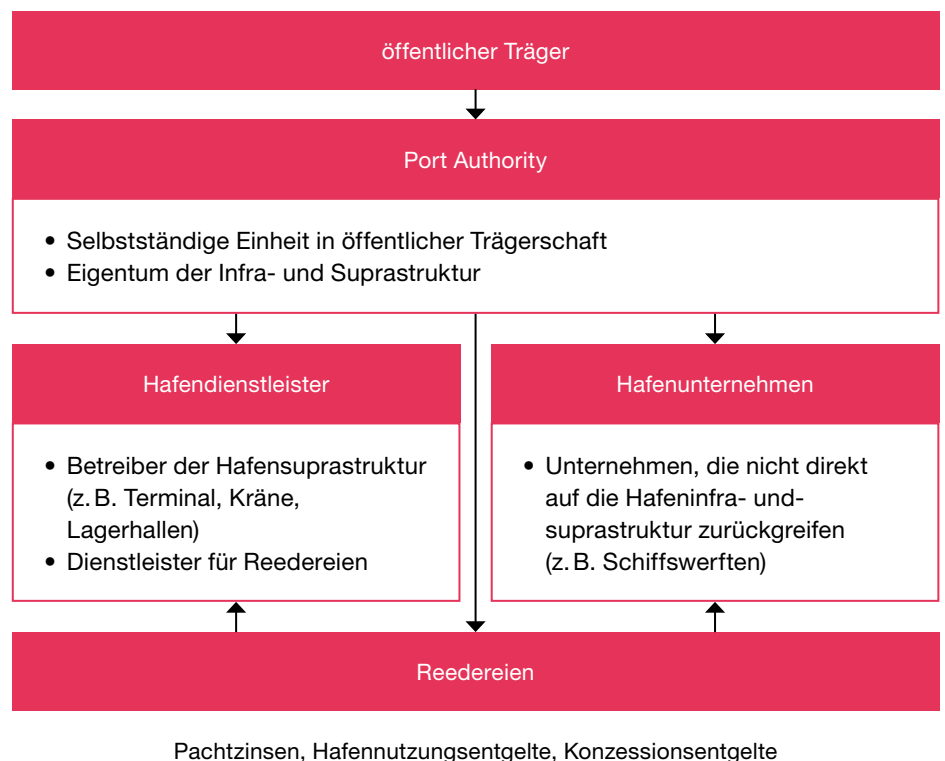 öffentlicher Träger
Port Authority
• Selbstständige Einheit in öffentlicher Trägerschaft
• Eigentum der Infra- und Suprastruktur
Hafendienstleister
• Betreiber der Hafensuprastruktur
(z. B. Terminal, Kräne,
Lagerhallen)
• Dienstleister für Reedereien
Hafenunternehmen
• Unternehmen, die nicht direkt
auf die Hafeninfra- und-
suprastruktur zurückgreifen
(z. B. Schiffswerften)
Reedereien
Pachtzinsen, Hafennutzungsentgelte, Konzessionsentgelte